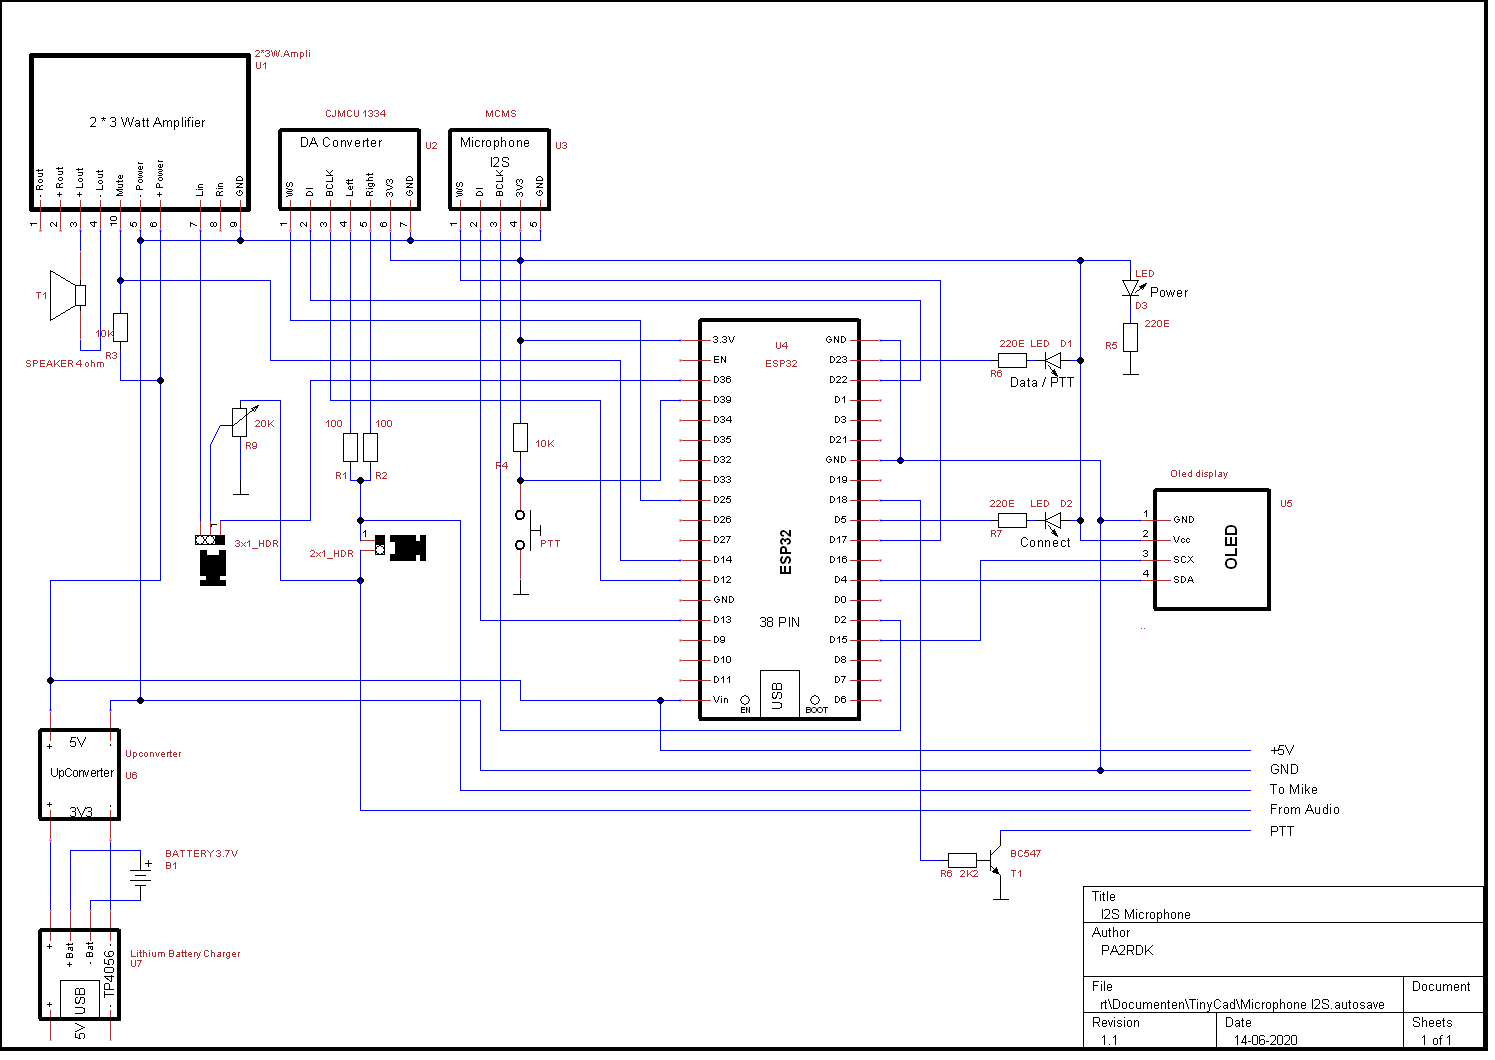 2*3W.Ampli
U1
2 * 3 Watt Amplifier
- Rout
+ Rout
+ Lout
- Lout
Mute
- Power
+ Power
Lin
Rin
GND
1
2
3
4
10
5
6
7
8
9
CJMCU 1334
DA Converter
U2
WS
DI
BCLK
Left
Right
3V3
GND
1
2
3
4
5
6
7
MCMS
Microphone
I2S
U3
WS
DI
BCLK
3V3
GND
1
2
3
4
5
T1
SPEAKER 4 ohm
10K
R3
20K
R9
1
3x1_HDR
100
100
R1
R2
1
2x1_HDR
10K
R4
PTT
U4
ESP32
ESP32
38 PIN
3.3V
EN
D36
D39
D34
D35
D32
D33
D25
D26
D27
D14
D12
GND
D13
D9
D10
D11
Vin
GND
D23
D22
D1
D3
D21
GND
D19
D18
D5
D17
D16
D4
D0
D2
D15
D8
D7
D6
EN
USB
BOOT
LED
Power
D3
220E
R5
220E LED D1
R6
Data / PTT
220E LED D2
R7
Connect
Oled display
U5
OLED
1 GND
2 Vcc
3 SCX
4 SDA
..
+5V
GND
To Mike
From Audio
PTT
BC547
T1
R6 2K2
5V
+ -
UpConverter
+ -
3V3
Upconverter
U6
BATTERY 3.7V
B1
+
Lithium Battery Charger
U7
+
+ Bat
- Bat
-
TP4056
USB
+
-
5V
Title
I2S Microphone
Author
PA2RDK
File
rt\Documenten\TinyCad\Microphone I2S.autosave
Document
Revision
1.1
Date
14-06-2020
Sheets
1 of 1